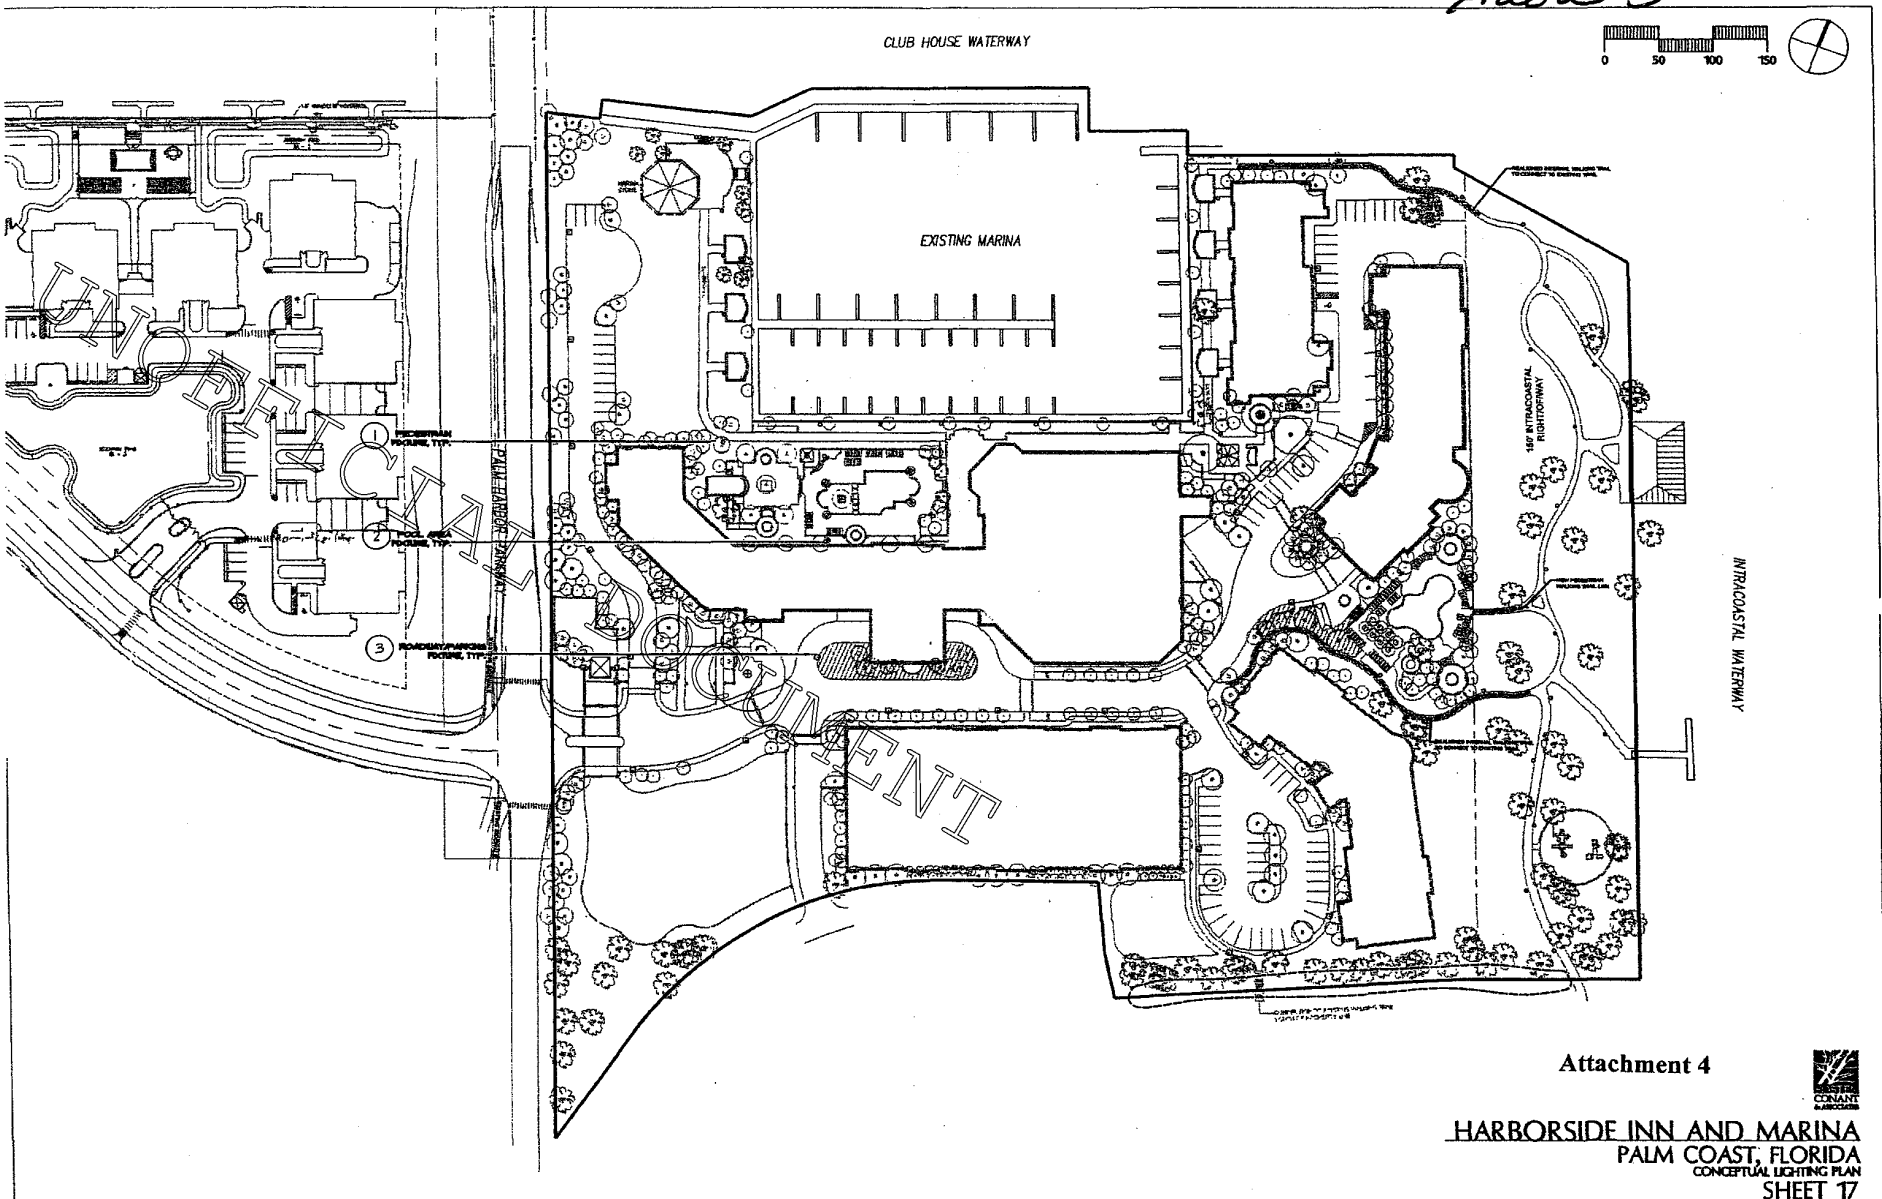 CLUB HOUSE WATERWAY
0 50 100 150
EXISTING MARINA
150' INTRACOASTAL
RIGHT-OF-WAY
1 PEDESTRIAN
FIXTURE, TYP.
2 POOL AREA
FIXTURE, TYP.
3 ROADWAY/PARKING
FIXTURE, TYP.
PALM HARBOR PARKWAY
INTRACOASTAL WATERWAY
UNOFFICIAL
DOCUMENT
Attachment 4
CONANT
& ASSOCIATES
HARBORSIDE INN AND MARINA
PALM COAST, FLORIDA
CONCEPTUAL LIGHTING PLAN
SHEET 17